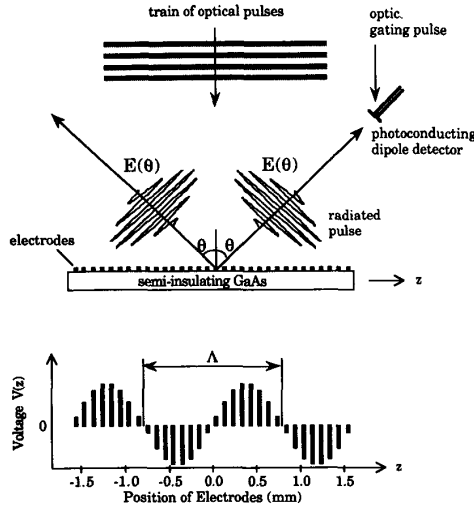 train of optical pulses
optic.
gating pulse
E(θ)
E(θ)
photoconducting
dipole detector
radiated
pulse
electrodes
θ
θ
semi-insulating GaAs
z
Voltage V(z)
0
Λ
z
-1.5
-1.0
-0.5
0.0
0.5
1.0
1.5
Position of Electrodes (mm)